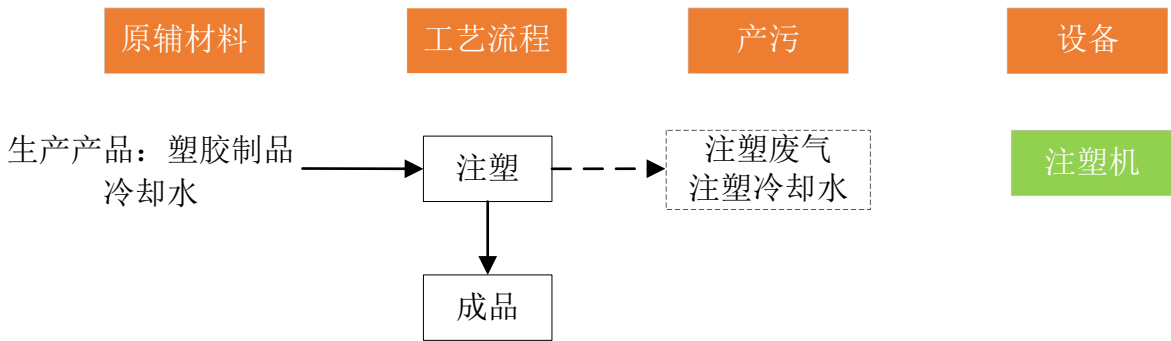 原辅材料
工艺流程
产污
设备
生产产品：塑胶制品
冷却水
注塑
注塑废气
注塑冷却水
注塑机
成品